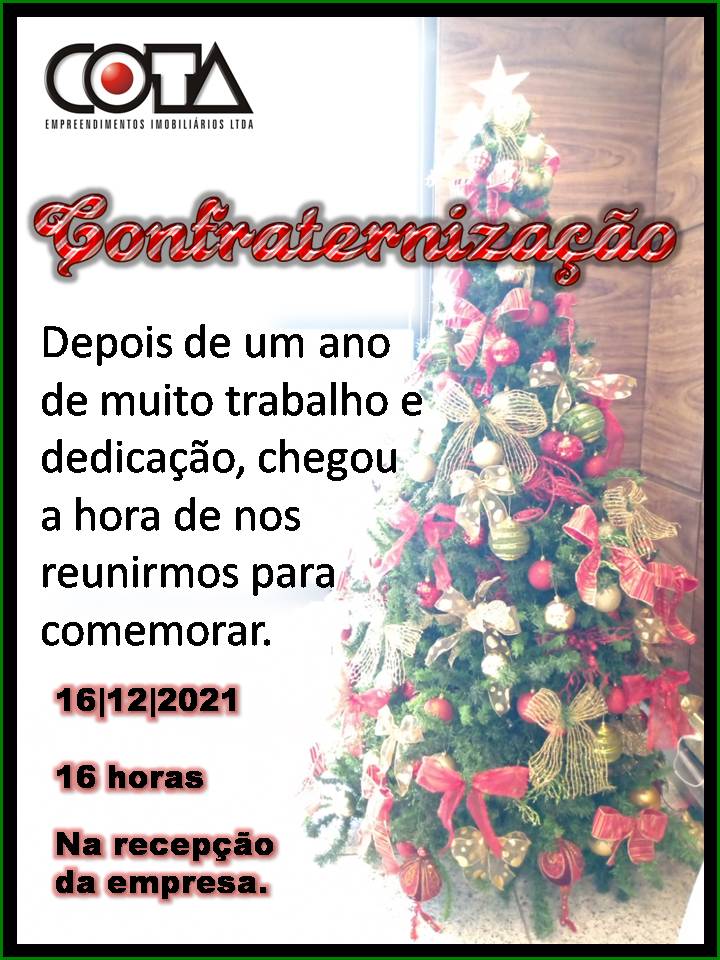 COTA
EMPREENDIMENTOS IMOBILIÁRIOS LTDA
Confraternização
Depois de um ano
de muito trabalho e
dedicação, chegou
a hora de nos
reunirmos para
comemorar.
16|12|2021
16 horas
Na recepção
da empresa.